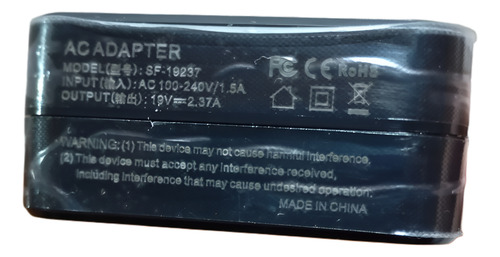 AC ADAPTER
MODEL(型号): SF-19237
INPUT(输入): AC 100-240V/1.5A
OUTPUT(输出): 19V⎓2.37A
FC CE RoHS
WARNING: (1) This device may not cause harmful interference,
(2) This device must accept any interference received,
including interference that may cause undesired operation.
MADE IN CHINA